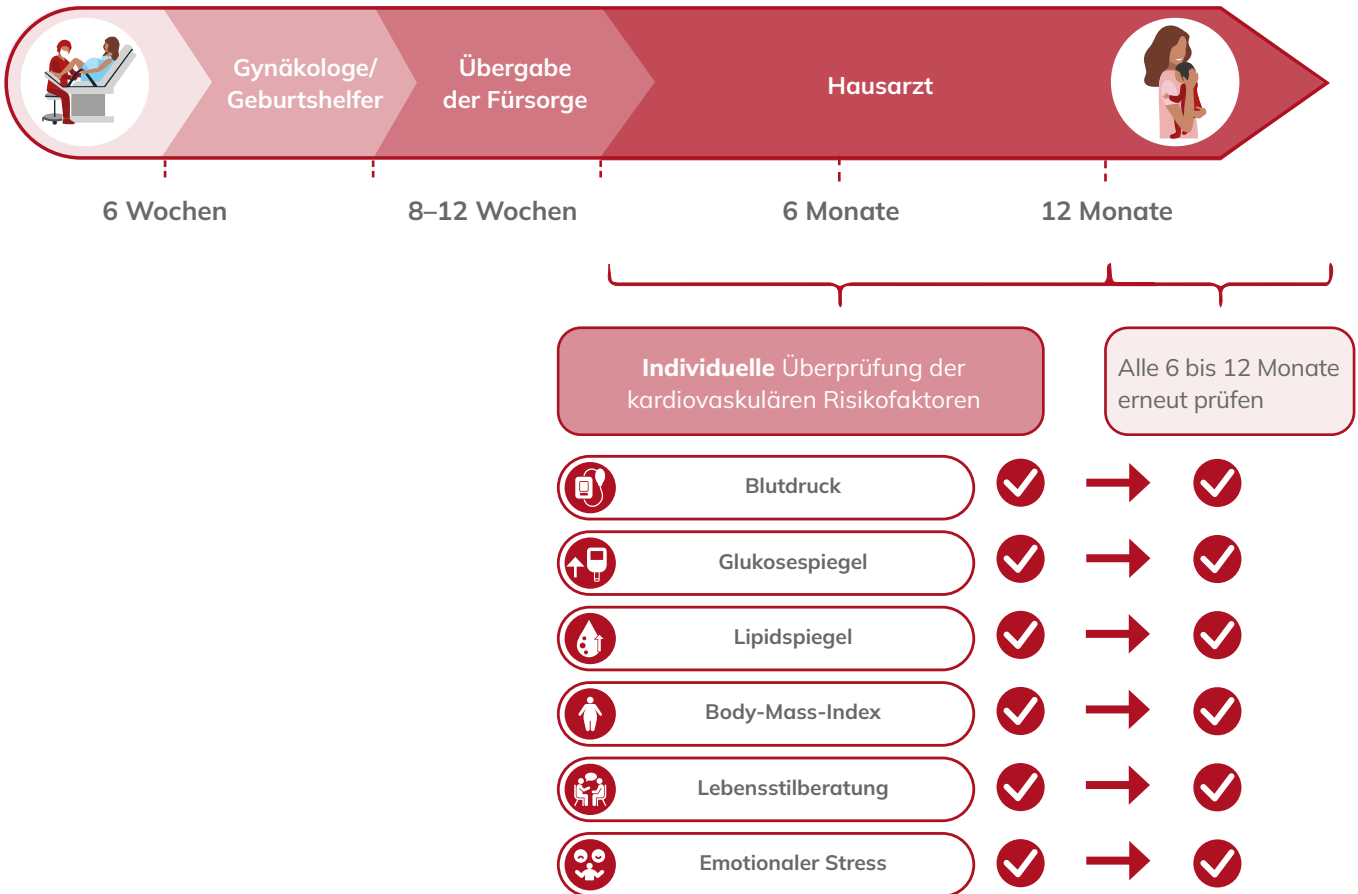 Gynäkologe/
Geburtshelfer
Übergabe
der Fürsorge
Hausarzt
6 Wochen
8–12 Wochen
6 Monate
12 Monate
Individuelle Überprüfung der
kardiovaskulären Risikofaktoren
Alle 6 bis 12 Monate
erneut prüfen
Blutdruck
Glukosespiegel
Lipidspiegel
Body-Mass-Index
Lebensstilberatung
Emotionaler Stress